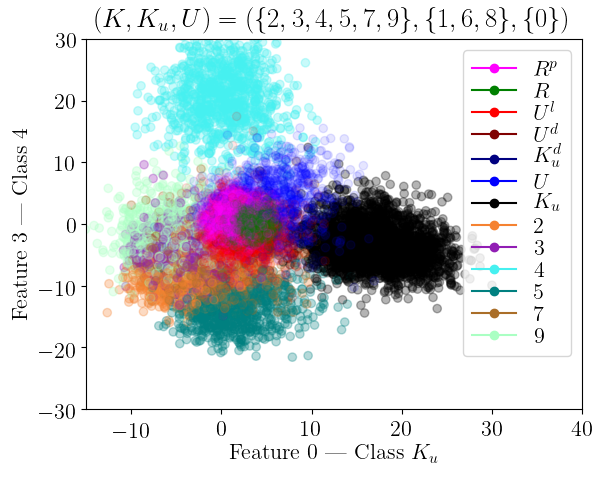 (K, K_u, U) = ({2, 3, 4, 5, 7, 9}, {1, 6, 8}, {0})
30
20
10
0
−10
−20
−30
Feature 3 — Class 4
R^p
R
U^l
U^d
K_u^d
U
K_u
2
3
4
5
7
9
−10
0
10
20
30
40
Feature 0 — Class K_u